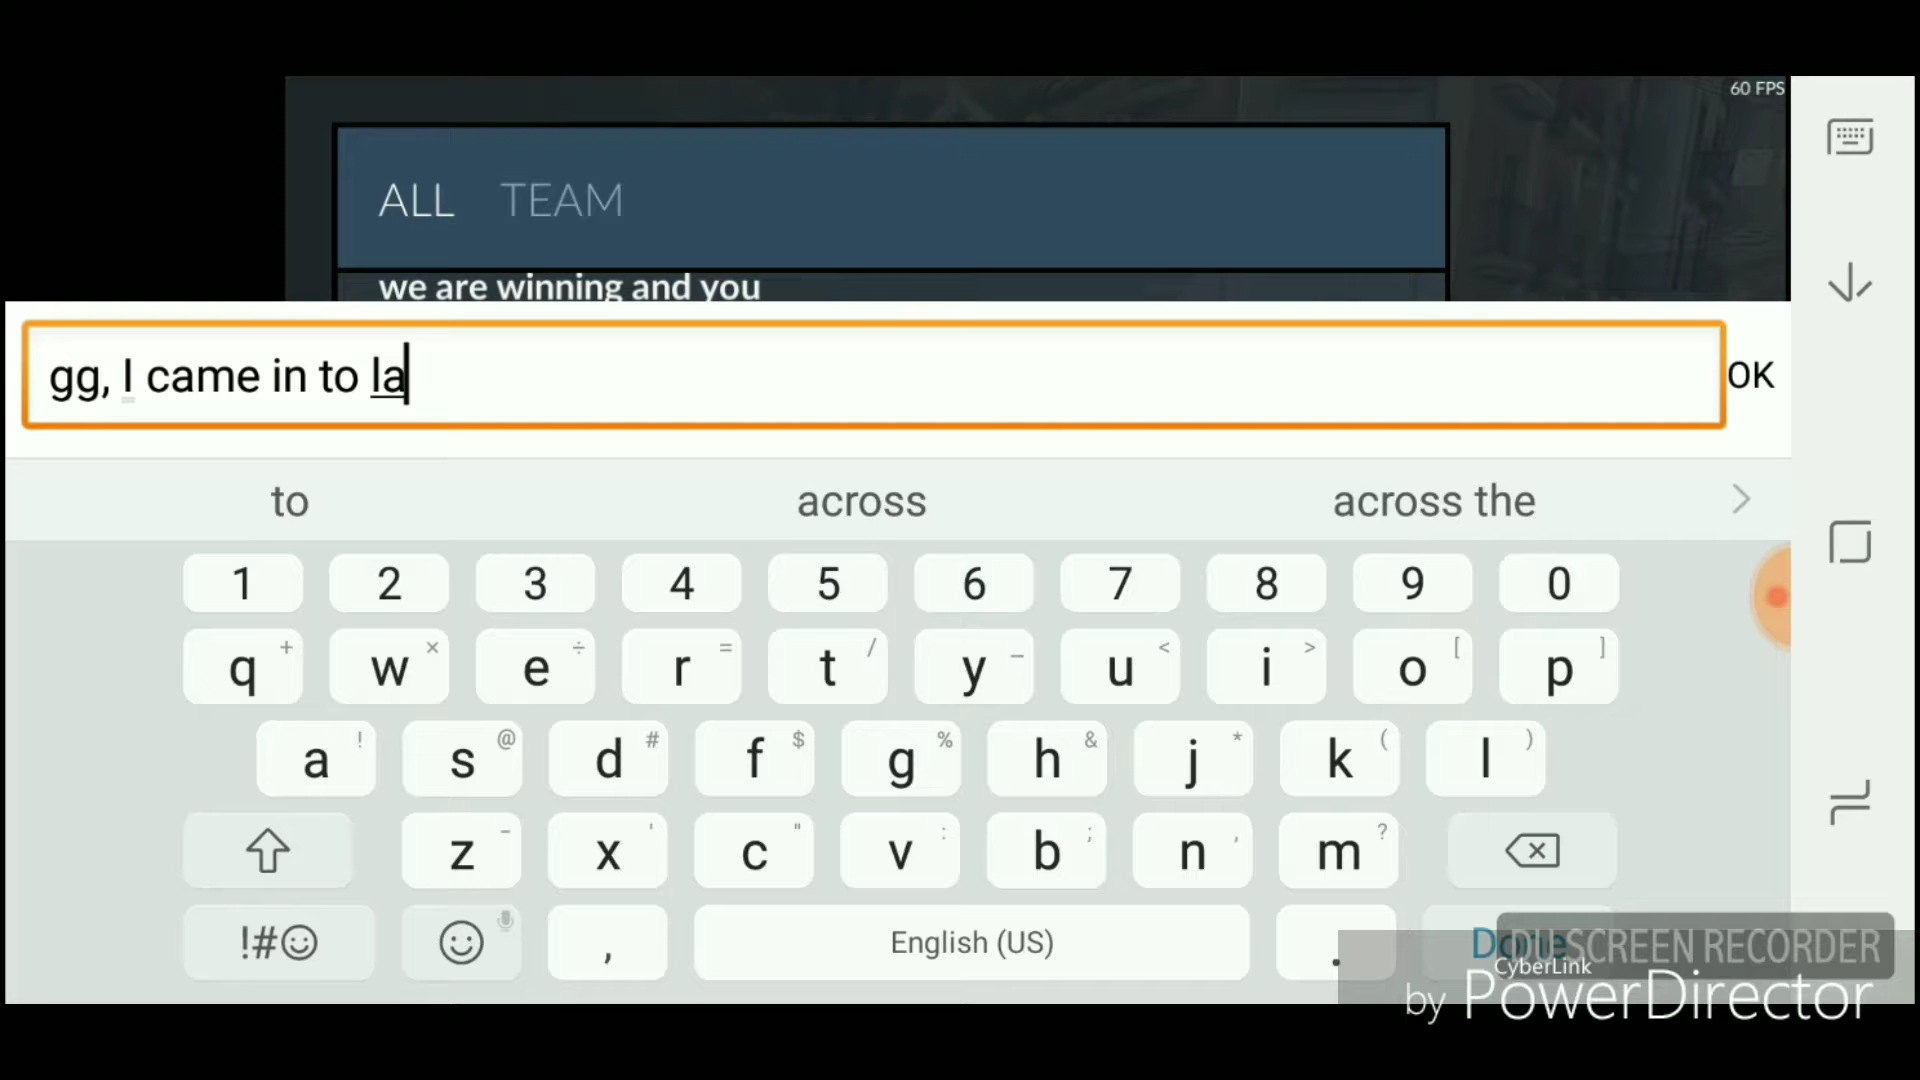 60 FPS
ALL TEAM
we are winning and you
gg, I came in to la
OK
to across across the
1 2 3 4 5 6 7 8 9 0
q + w × e ÷ r = t / y _ u < i > o [ p ]
a ! s @ d # f $ g % h & j * k ( l )
z - x ' c " v : b ; n , m ?
!#☺ , English (US) . Done
DU SCREEN RECORDER
CyberLink
by PowerDirector